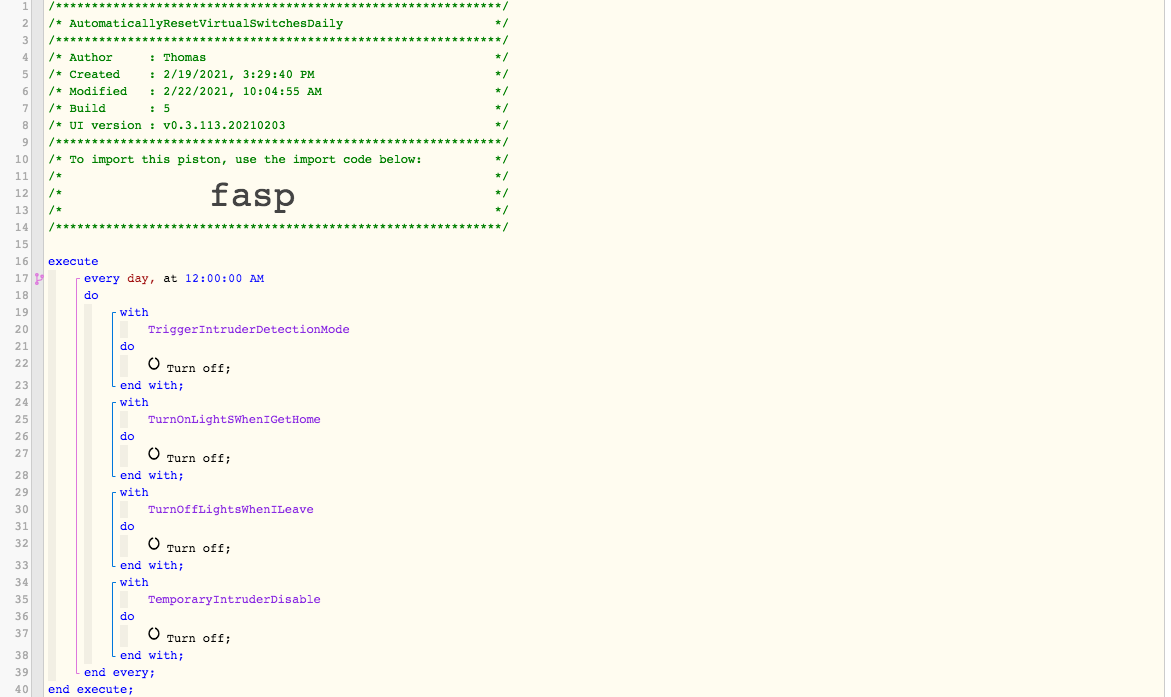 1 /**************************************************************/
2 /* AutomaticallyResetVirtualSwitchesDaily */
3 /**************************************************************/
4 /* Author : Thomas */
5 /* Created : 2/19/2021, 3:29:40 PM */
6 /* Modified : 2/22/2021, 10:04:55 AM */
7 /* Build : 5 */
8 /* UI version : v0.3.113.20210203 */
9 /**************************************************************/
10 /* To import this piston, use the import code below: */
11 /* */
12 /* fasp */
13 /* */
14 /**************************************************************/
15
16 execute
17 every day, at 12:00:00 AM
18 do
19 with
20 TriggerIntruderDetectionMode
21 do
22 Turn off;
23 end with;
24 with
25 TurnOnLightSWhenIGetHome
26 do
27 Turn off;
28 end with;
29 with
30 TurnOffLightsWhenILeave
31 do
32 Turn off;
33 end with;
34 with
35 TemporaryIntruderDisable
36 do
37 Turn off;
38 end with;
39 end every;
40 end execute;